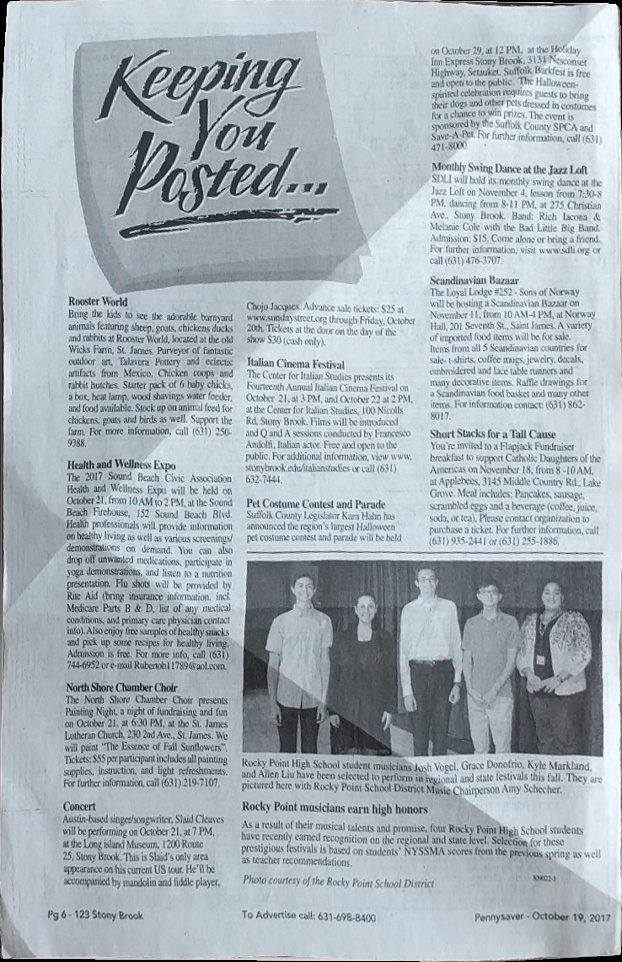 Keeping
You
Posted...
Rooster World
Bring the kids to see the adorable barnyard
animals featuring sheep, goats, chickens ducks
and rabbits at Rooster World, located at the old
Wicks Farm, St. James. Purveyor of fantastic
outdoor art, Talavera Pottery and eclectic
artifacts from Mexico. Chicken coops and
rabbit hutches. Starter pack of 6 baby chicks,
a box, heat lamp, wood shavings water feeder,
and food available. Stock up on animal feed for
chickens, goats and birds as well. Support the
farm. For more information, call (631) 250-
9388.
Health and Wellness Expo
The 2017 Sound Beach Civic Association
Health and Wellness Expo will be held on
October 21, from 10 AM to 2 PM, at the Sound
Beach Firehouse, 152 Sound Beach Blvd.
Health professionals will provide information
on healthy living as well as various screenings/
demonstrations on demand. You can also
drop off unwanted medications, participate in
yoga demonstrations, and listen to a nutrition
presentation. Flu shots will be provided by
Rite Aid (bring insurance information, incl.
Medicare Parts B & D, list of any medical
conditions, and primary care physician contact
info). Also enjoy free samples of healthy snacks
and pick up some recipes for healthy living.
Admission is free. For more info, call (631)
744-6952 or e-mail Rubertob11789@aol.com.
North Shore Chamber Choir
The North Shore Chamber Choir presents
Painting Night, a night of fundraising and fun
on October 21, at 6:30 PM, at the St. James
Lutheran Church, 230 2nd Ave., St. James. We
will paint "The Essence of Fall Sunflowers".
Tickets: $55 per participant includes all painting
supplies, instruction, and light refreshments.
For further information, call (631) 219-7107.
Concert
Austin-based singer/songwriter, Slaid Cleaves
will be performing on October 21, at 7 PM,
at the Long island Museum, 1200 Route
25, Stony Brook. This is Slaid's only area
appearance on his current US tour. He'll be
accompanied by mandolin and fiddle player,
Chojo Jacques. Advance sale tickets: $25 at
www.sundaystreet.org through Friday, October
20th. Tickets at the door on the day of the
show $30 (cash only).
Italian Cinema Festival
The Center for Italian Studies presents its
Fourteenth Annual Italian Cinema Festival on
October 21, at 3 PM, and October 22 at 2 PM,
at the Center for Italian Studies, 100 Nicolls
Rd, Stony Brook. Films will be introduced
and Q and A sessions conducted by Francesco
Andolfi, Italian actor. Free and open to the
public. For additional information, view www.
stonybrook.edu/italianstudies or call (631)
632-7444.
Pet Costume Contest and Parade
Suffolk County Legislator Kara Hahn has
announced the region's largest Halloween
pet costume contest and parade will be held
on October 29, at 12 PM, at the Holiday
Inn Express Stony Brook, 3131 Nesconset
Highway, Setauket. Suffolk Barkfest is free
and open to the public. The Halloween-
spirited celebration requires guests to bring
their dogs and other pets dressed in costumes
for a chance to win prizes. The event is
sponsored by the Suffolk County SPCA and
Save-A-Pet. For further information, call (631)
471-8000.
Monthly Swing Dance at the Jazz Loft
SDLI will hold its monthly swing dance at the
Jazz Loft on November 4, lesson from 7:30-8
PM, dancing from 8-11 PM, at 275 Christian
Ave., Stony Brook. Band: Rich Iacona &
Melanie Cole with the Bad Little Big Band.
Admission: $15. Come alone or bring a friend.
For further information, visit www.sdli.org or
call (631) 476-3707.
Scandinavian Bazaar
The Loyal Lodge #252 - Sons of Norway
will be hosting a Scandinavian Bazaar on
November 11, from 10 AM-4 PM, at Norway
Hall, 201 Seventh St., Saint James. A variety
of imported food items will be for sale.
Items from all 5 Scandinavian countries for
sale- t-shirts, coffee mugs, jewelry, decals,
embroidered and lace table runners and
many decorative items. Raffle drawings for
a Scandinavian food basket and many other
items. For information contact: (631) 862-
8017.
Short Stacks for a Tall Cause
You're invited to a Flapjack Fundraiser
breakfast to support Catholic Daughters of the
Americas on November 18, from 8 -10 AM,
at Applebees, 3145 Middle Country Rd., Lake
Grove. Meal includes: Pancakes, sausage,
scrambled eggs and a beverage (coffee, juice,
soda, or tea). Please contact organization to
purchase a ticket. For further information, call
(631) 935-2441 or (631) 255-1886.
Rocky Point High School student musicians Josh Vogel, Grace Donofrio, Kyle Markland,
and Allen Liu have been selected to perform in regional and state festivals this fall. They are
pictured here with Rocky Point School District Music Chairperson Amy Schecher.
Rocky Point musicians earn high honors
As a result of their musical talents and promise, four Rocky Point High School students
have recently earned recognition on the regional and state level. Selection for these
prestigious festivals is based on students' NYSSMA scores from the previous spring as well
as teacher recommendations.
Photo courtesy of the Rocky Point School District
Pg 6 - 123 Stony Brook
To Advertise call: 631-698-8400
Pennysaver - October 19, 2017